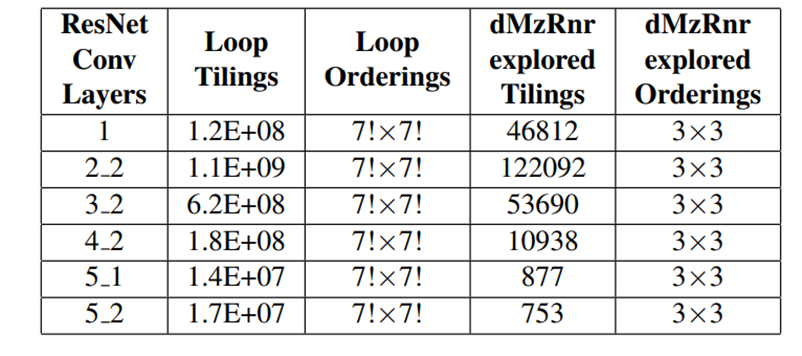 ResNet Conv Layers | Loop Tilings | Loop Orderings | dMzRnr explored Tilings | dMzRnr explored Orderings
1 | 1.2E+08 | 7!×7! | 46812 | 3×3
2_2 | 1.1E+09 | 7!×7! | 122092 | 3×3
3_2 | 6.2E+08 | 7!×7! | 53690 | 3×3
4_2 | 1.8E+08 | 7!×7! | 10938 | 3×3
5_1 | 1.4E+07 | 7!×7! | 877 | 3×3
5_2 | 1.7E+07 | 7!×7! | 753 | 3×3